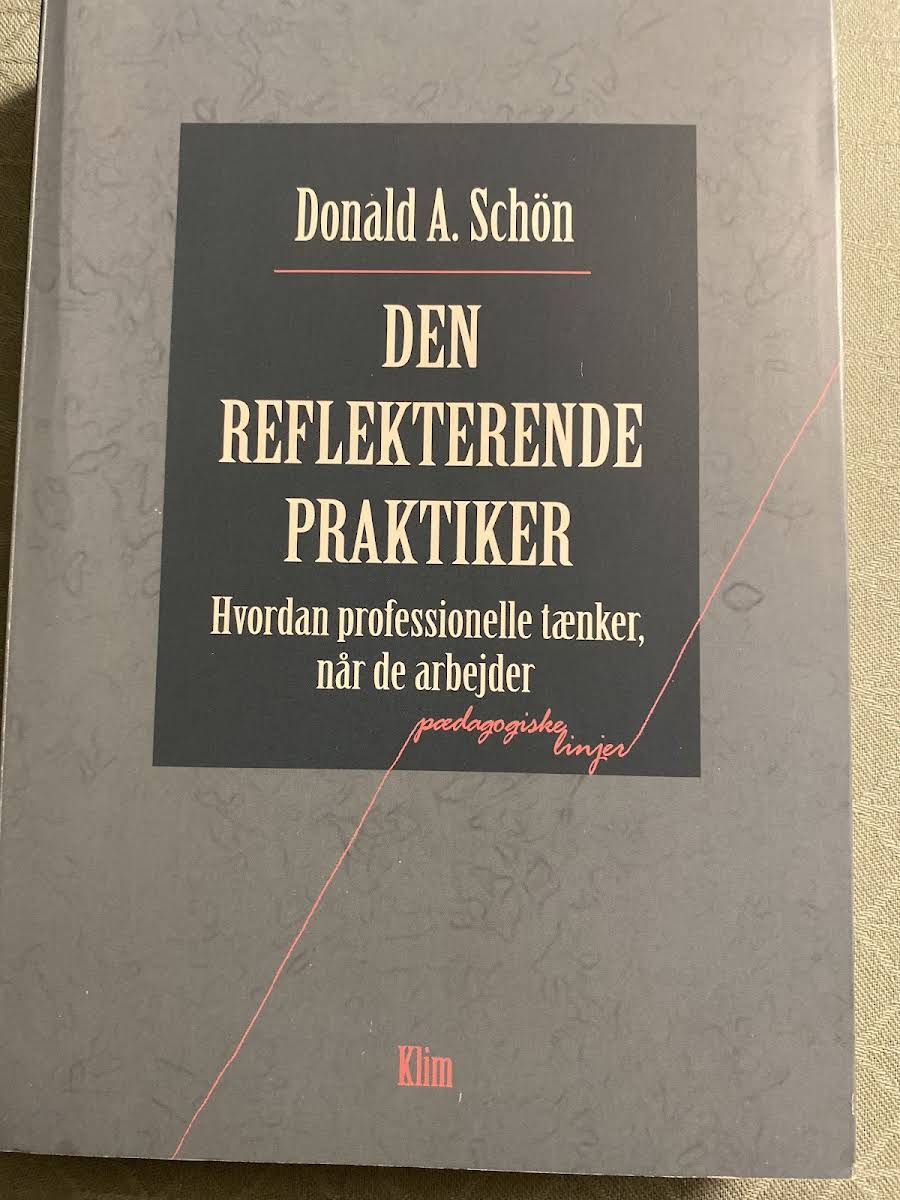 Donald A. Schön
DEN
REFLEKTERENDE
PRAKTIKER
Hvordan professionelle tænker,
når de arbejder
pædagogiske
linjer
Klim